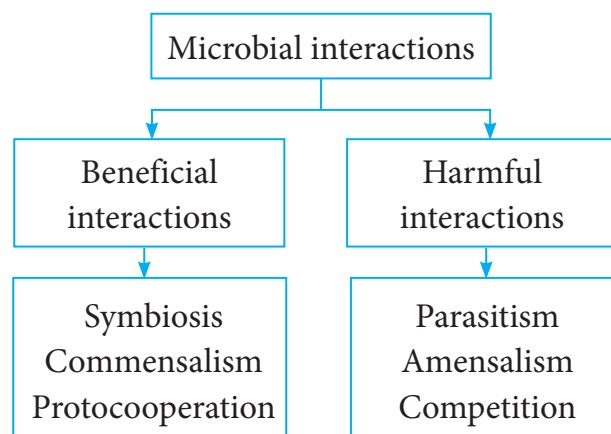 Microbial interactions
Beneficial
interactions
Harmful
interactions
Symbiosis
Commensalism
Protocooperation
Parasitism
Amensalism
Competition